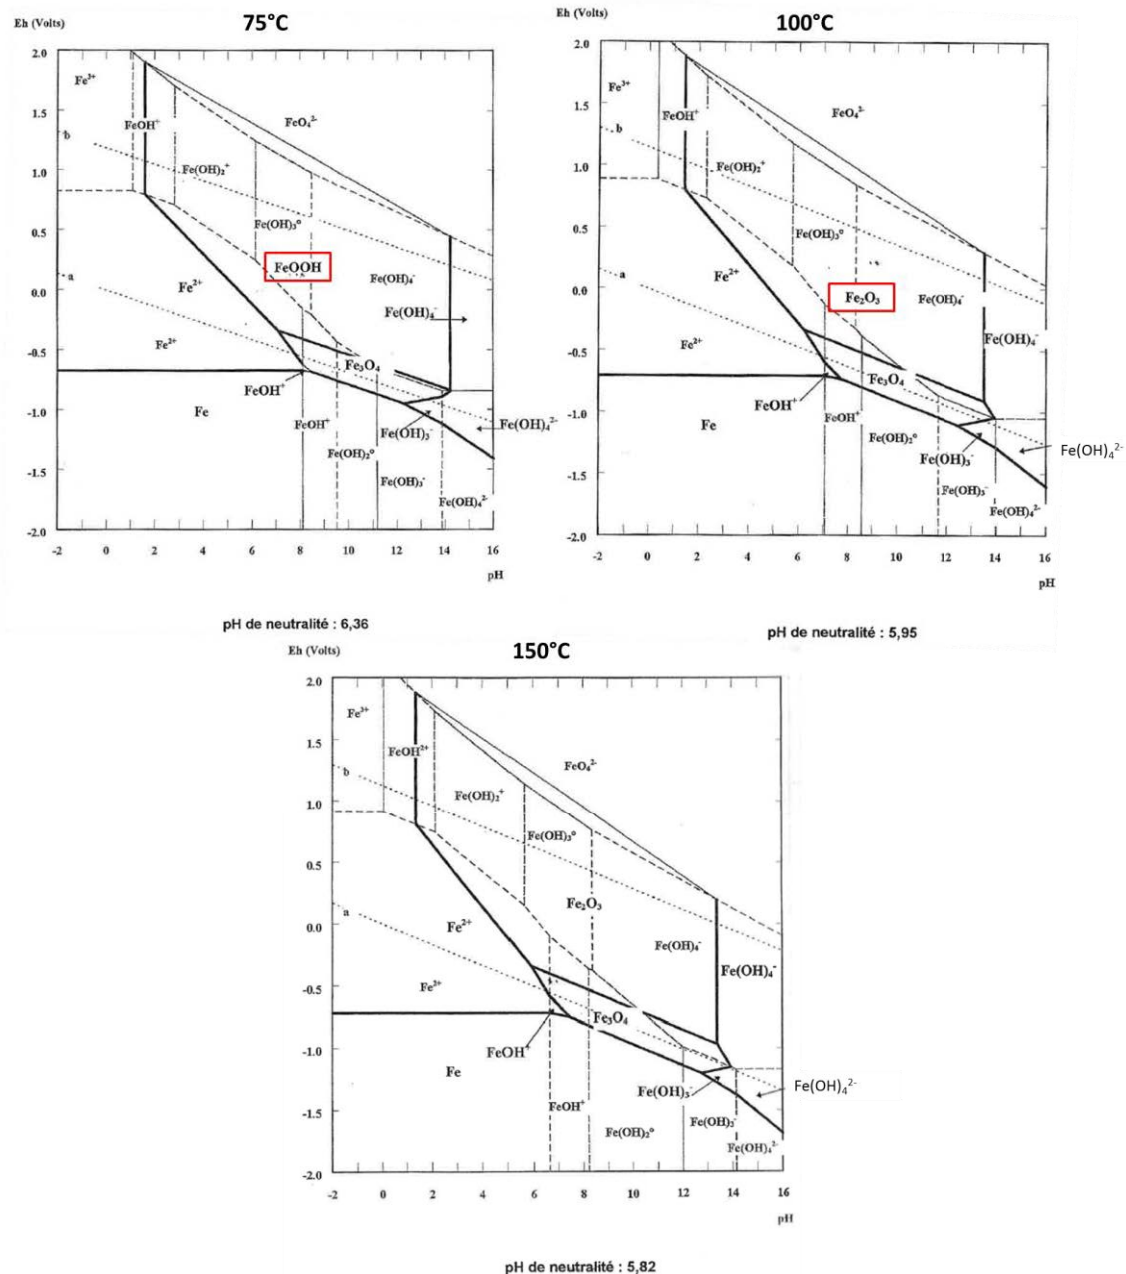 75°C
Eh (Volts)
2.0
1.5
1.0
0.5
0.0
-0.5
-1.0
-1.5
-2.0
Fe³⁺
FeOH⁺
FeO₄²⁻
b
Fe(OH)₂⁺
Fe(OH)₃°
FeOOH
a
Fe²⁺
Fe(OH)₄⁻
Fe(OH)₄⁻
Fe²⁺
Fe₃O₄
FeOH⁺
Fe
FeOH⁺
Fe(OH)₃⁻
Fe(OH)₄²⁻
Fe(OH)₂°
Fe(OH)₃⁻
Fe(OH)₄²⁻
-2 0 2 4 6 8 10 12 14 16
pH
pH de neutralité : 6,36
100°C
Eh (Volts)
2.0
1.5
1.0
0.5
0.0
-0.5
-1.0
-1.5
-2.0
Fe³⁺
FeOH⁺
FeO₄²⁻
b
Fe(OH)₂⁺
Fe(OH)₃°
a
Fe²⁺
Fe₂O₃
Fe(OH)₄⁻
Fe²⁺
Fe(OH)₄⁻
Fe₃O₄
FeOH⁺
Fe
FeOH⁺
Fe(OH)₂°
Fe(OH)₃⁻
Fe(OH)₄²⁻
Fe(OH)₃⁻
Fe(OH)₄²⁻
-2 0 2 4 6 8 10 12 14 16
pH
pH de neutralité : 5,95
150°C
Eh (Volts)
2.0
1.5
1.0
0.5
0.0
-0.5
-1.0
-1.5
-2.0
Fe³⁺
FeOH²⁺
FeO₄²⁻
b
Fe(OH)₂⁺
Fe(OH)₃°
Fe₂O₃
a
Fe²⁺
Fe(OH)₄⁻
Fe(OH)₄⁻
Fe₃O₄
FeOH⁺
Fe
Fe(OH)₃⁻
Fe(OH)₄²⁻
FeOH⁺
Fe(OH)₂°
Fe(OH)₄²⁻
-2 0 2 4 6 8 10 12 14 16
pH
pH de neutralité : 5,82